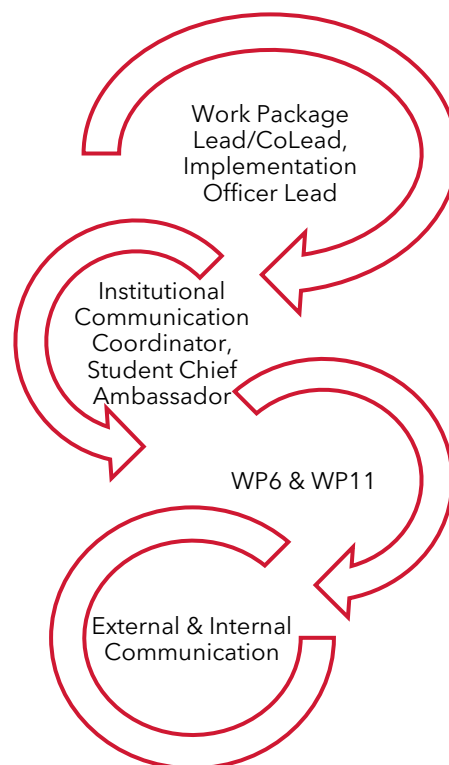 Work Package
Lead/CoLead,
Implementation
Officer Lead
Institutional
Communication
Coordinator,
Student Chief
Ambassador
WP6 & WP11
External & Internal
Communication